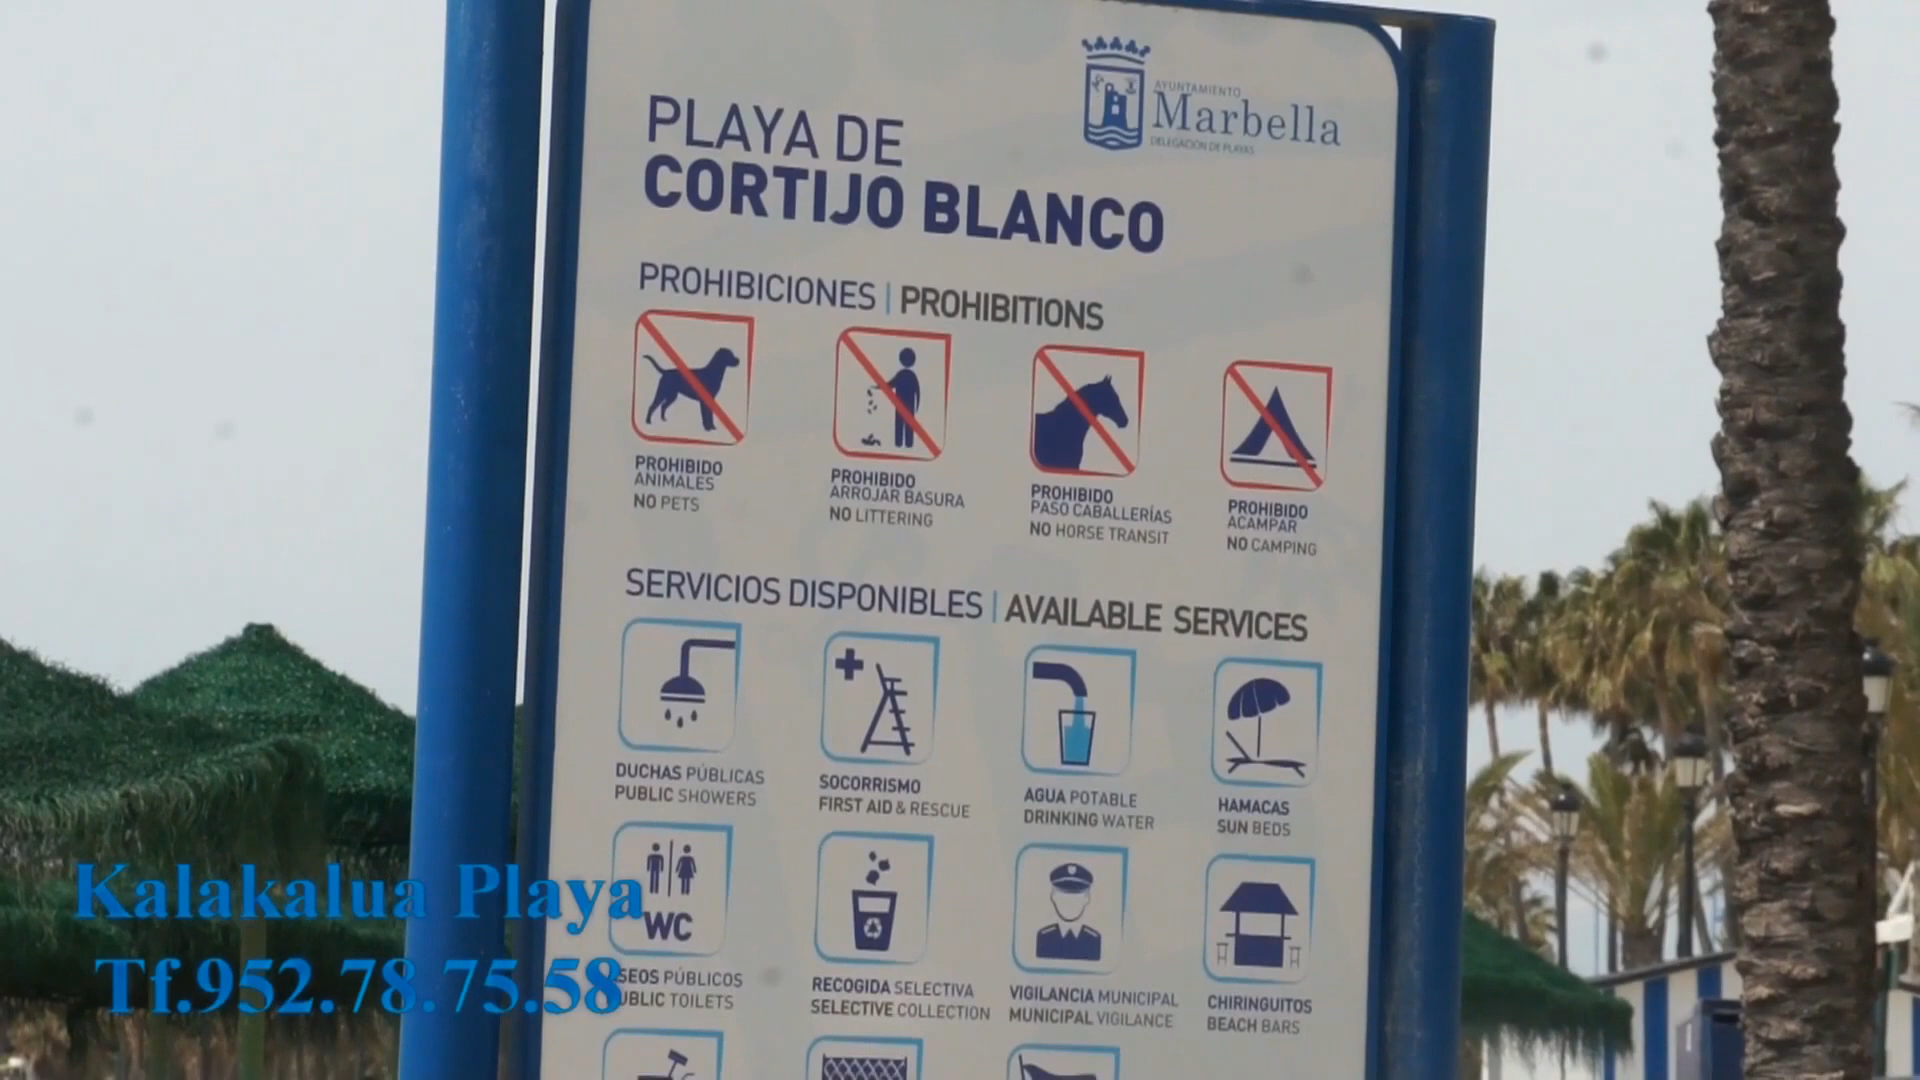 AYUNTAMIENTO
Marbella
DELEGACIÓN DE PLAYAS
PLAYA DE
CORTIJO BLANCO
PROHIBICIONES | PROHIBITIONS
PROHIBIDO
ANIMALES
NO PETS
PROHIBIDO
ARROJAR BASURA
NO LITTERING
PROHIBIDO
PASO CABALLERÍAS
NO HORSE TRANSIT
PROHIBIDO
ACAMPAR
NO CAMPING
SERVICIOS DISPONIBLES | AVAILABLE SERVICES
DUCHAS PÚBLICAS
PUBLIC SHOWERS
SOCORRISMO
FIRST AID & RESCUE
AGUA POTABLE
DRINKING WATER
HAMACAS
SUN BEDS
WC
SEOS PÚBLICOS
UBLIC TOILETS
RECOGIDA SELECTIVA
SELECTIVE COLLECTION
VIGILANCIA MUNICIPAL
MUNICIPAL VIGILANCE
CHIRINGUITOS
BEACH BARS
Kalakalua Playa
Tf.952.78.75.58